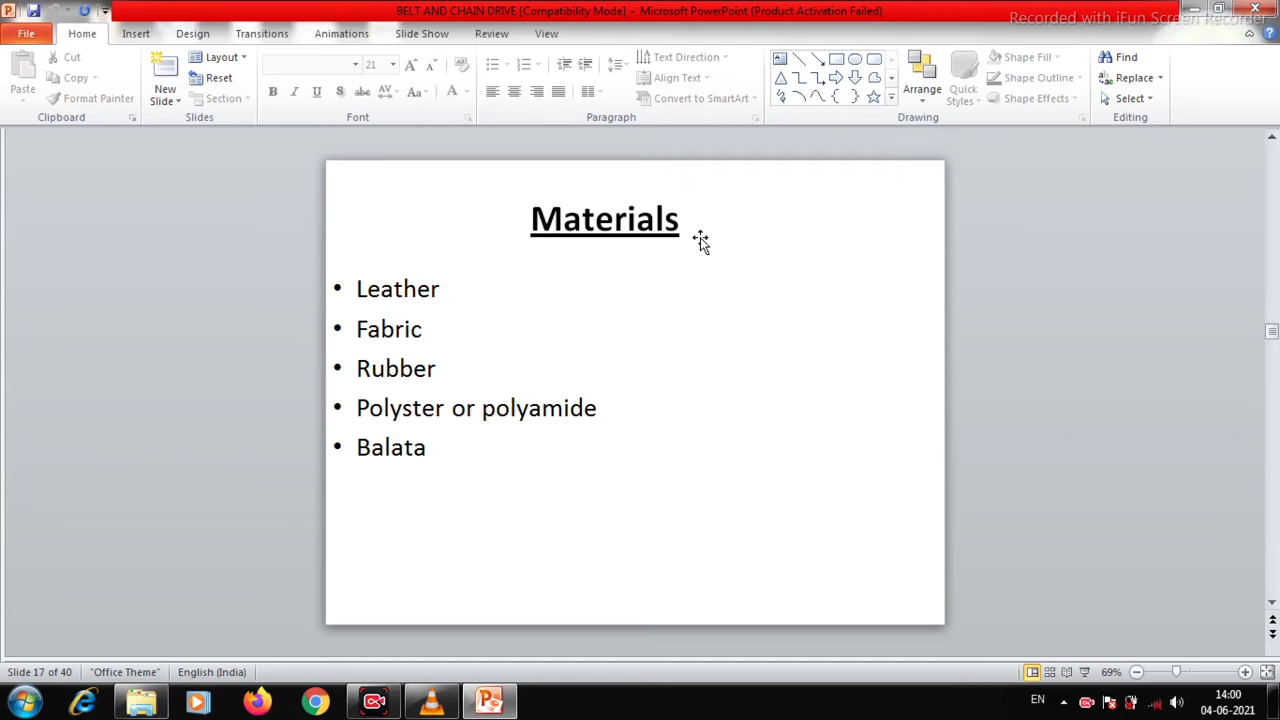 BELT AND CHAIN DRIVE [Compatibility Mode] - Microsoft PowerPoint (Product Activation Failed)
Recorded with iFun Screen Recorder
File Home Insert Design Transitions Animations Slide Show Review View
Paste
Cut
Copy
Format Painter
Clipboard
New Slide
Layout
Reset
Section
Slides
21
B I U S abc AV Aa A
Font
Text Direction
Align Text
Convert to SmartArt
Paragraph
Arrange
Quick Styles
Shape Fill
Shape Outline
Shape Effects
Drawing
Find
Replace
Select
Editing
Materials
• Leather
• Fabric
• Rubber
• Polyster or polyamide
• Balata
Slide 17 of 40 "Office Theme" English (India) 69%
EN 14:00
04-06-2021